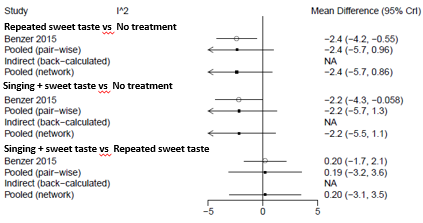 Study I^2 Mean Difference (95% CrI)
Repeated sweet taste vs No treatment
Benzer 2015 −2.4 (−4.2, −0.55)
Pooled (pair−wise) −2.4 (−5.7, 0.96)
Indirect (back−calculated) NA
Pooled (network) −2.4 (−5.7, 0.86)
Singing + sweet taste vs No treatment
Benzer 2015 −2.2 (−4.3, −0.058)
Pooled (pair−wise) −2.2 (−5.7, 1.3)
Indirect (back−calculated) NA
Pooled (network) −2.2 (−5.5, 1.1)
Singing + sweet taste vs Repeated sweet taste
Benzer 2015 0.20 (−1.7, 2.1)
Pooled (pair−wise) 0.19 (−3.2, 3.6)
Indirect (back−calculated) NA
Pooled (network) 0.20 (−3.1, 3.5)
−5 0 5